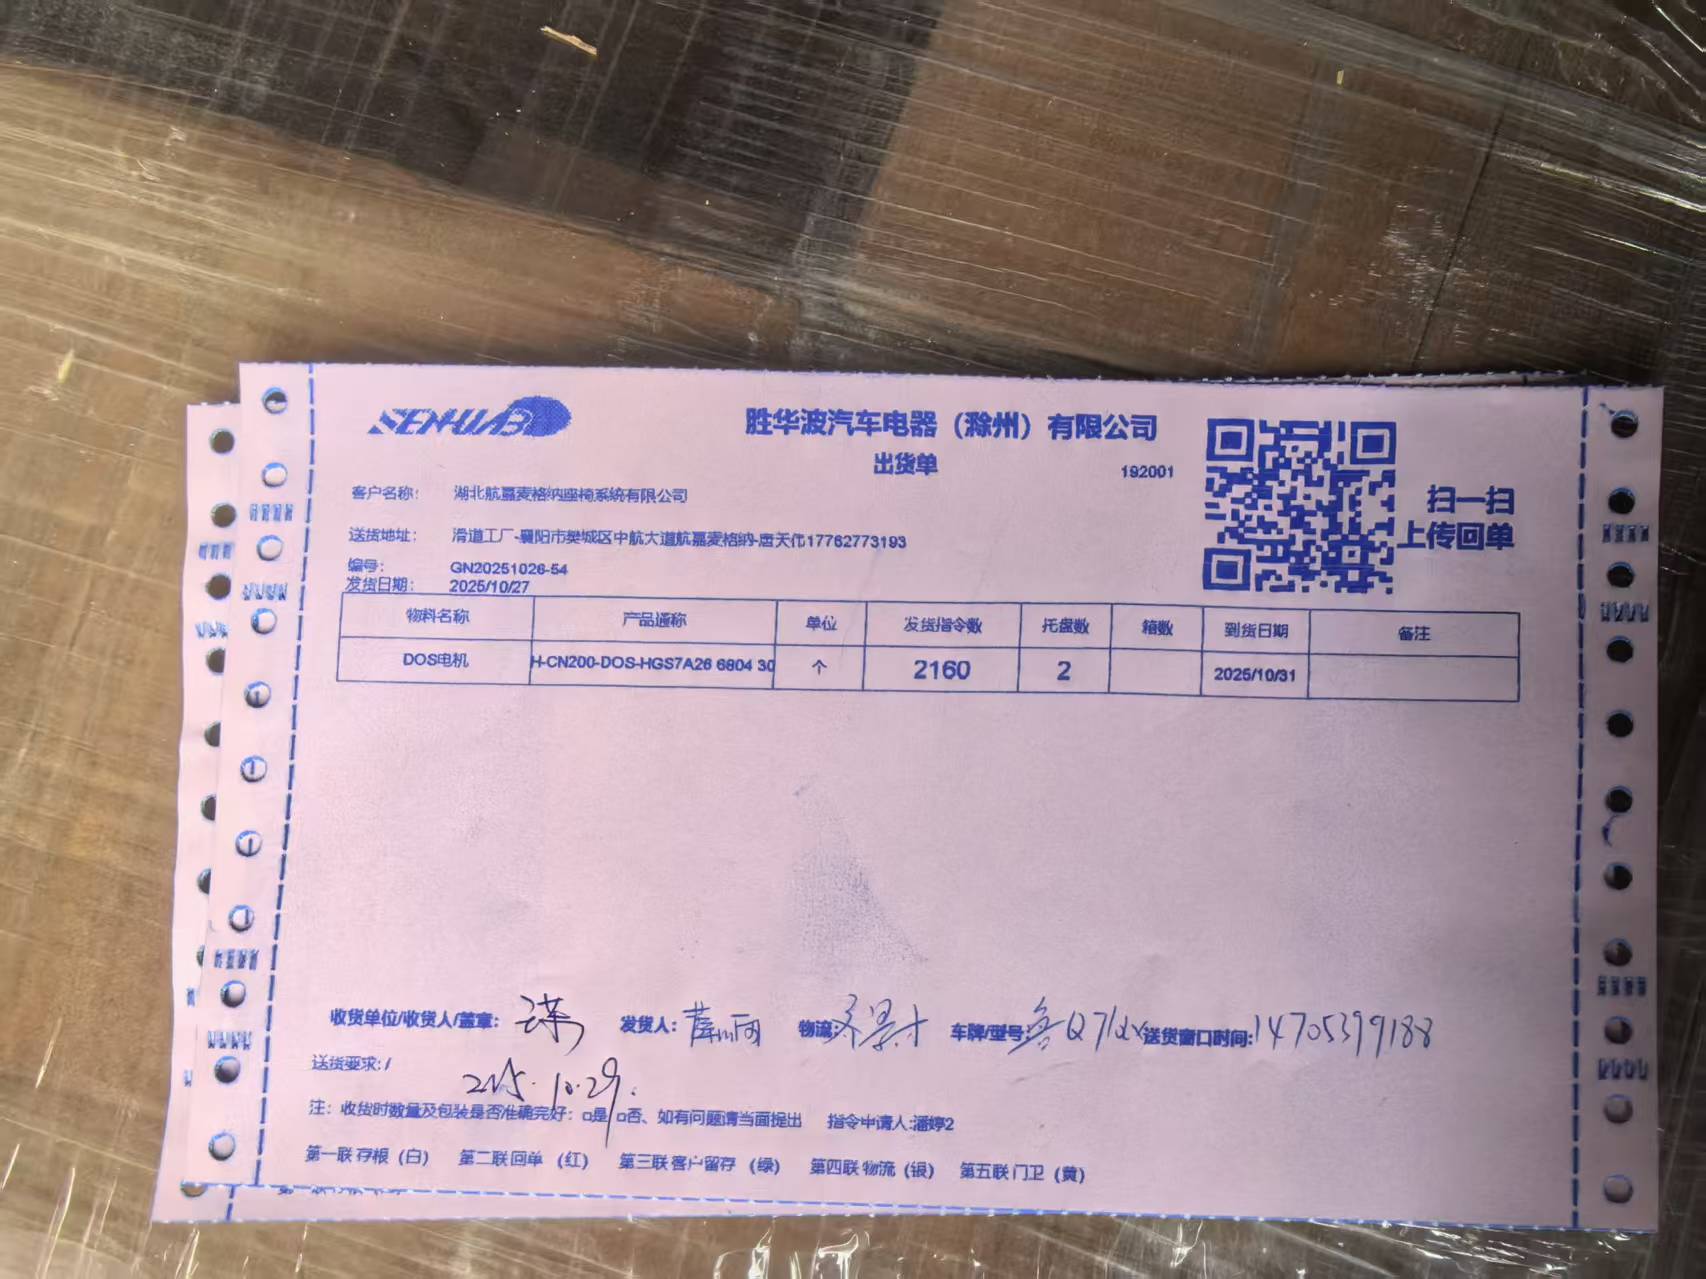 SENHUABO
胜华波汽车电器（滁州）有限公司
出货单
192001
扫一扫
上传回单
客户名称： 湖北航嘉麦格纳座椅系统有限公司
送货地址： 滑道工厂-襄阳市樊城区中航大道航嘉麦格纳-唐天伟17762773193
编号： GN20251026-54
发货日期： 2025/10/27
物料名称 产品通称 单位 发货指令数 托盘数 箱数 到货日期 备注
DOS电机 H-CN200-DOS-HGS7A26 6804 30 个 2160 2 2025/10/31
收货单位/收货人/盖章： 发货人： 物流： 车牌/型号： 送货窗口时间:14705399188
送货要求:/
2025.10.29.
注：收货时数量及包装是否准确完好：□是 □否、如有问题请当面提出 指令申请人:潘婷2
第一联 存根（白） 第二联 回单 （红） 第三联 客户留存 （绿） 第四联 物流（银） 第五联 门卫（黄）